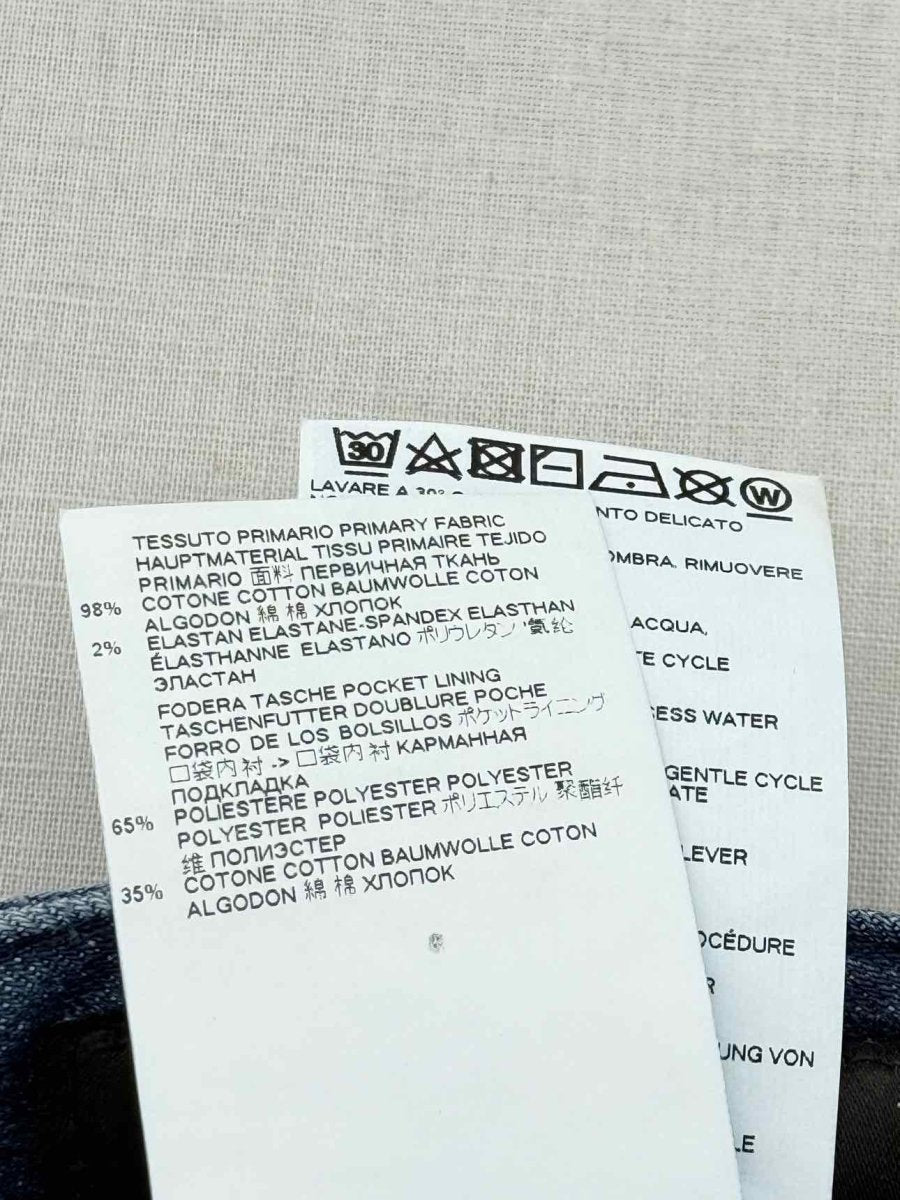 30
W
LAVARE A 30°
NTO DELICATO
OMBRA. RIMUOVERE
ACQUA,
TE CYCLE
CESS WATER
GENTLE CYCLE
ATE
LEVER
OCÉDURE
R
UNG VON
LE
TESSUTO PRIMARIO PRIMARY FABRIC
HAUPTMATERIAL TISSU PRIMAIRE TEJIDO
PRIMARIO 面料 ПЕРВИЧНАЯ ТКАНЬ
98% COTONE COTTON BAUMWOLLE COTON
ALGODON 綿 棉 ХЛОПОК
2% ELASTAN ELASTANE-SPANDEX ELASTHAN
ÉLASTHANNE ELASTANO ポリウレタン 氨纶
ЭЛАСТАН
FODERA TASCHE POCKET LINING
TASCHENFUTTER DOUBLURE POCHE
FORRO DE LOS BOLSILLOS ポケットライニング
□袋内衬 -> □袋内衬 КАРМАННАЯ
ПОДКЛАДКА
65% POLIESTERE POLYESTER POLYESTER
POLYESTER POLIESTER ポリエステル 聚酯纤
维 ПОЛИЭСТЕР
35% COTONE COTTON BAUMWOLLE COTON
ALGODON 綿 棉 ХЛОПОК